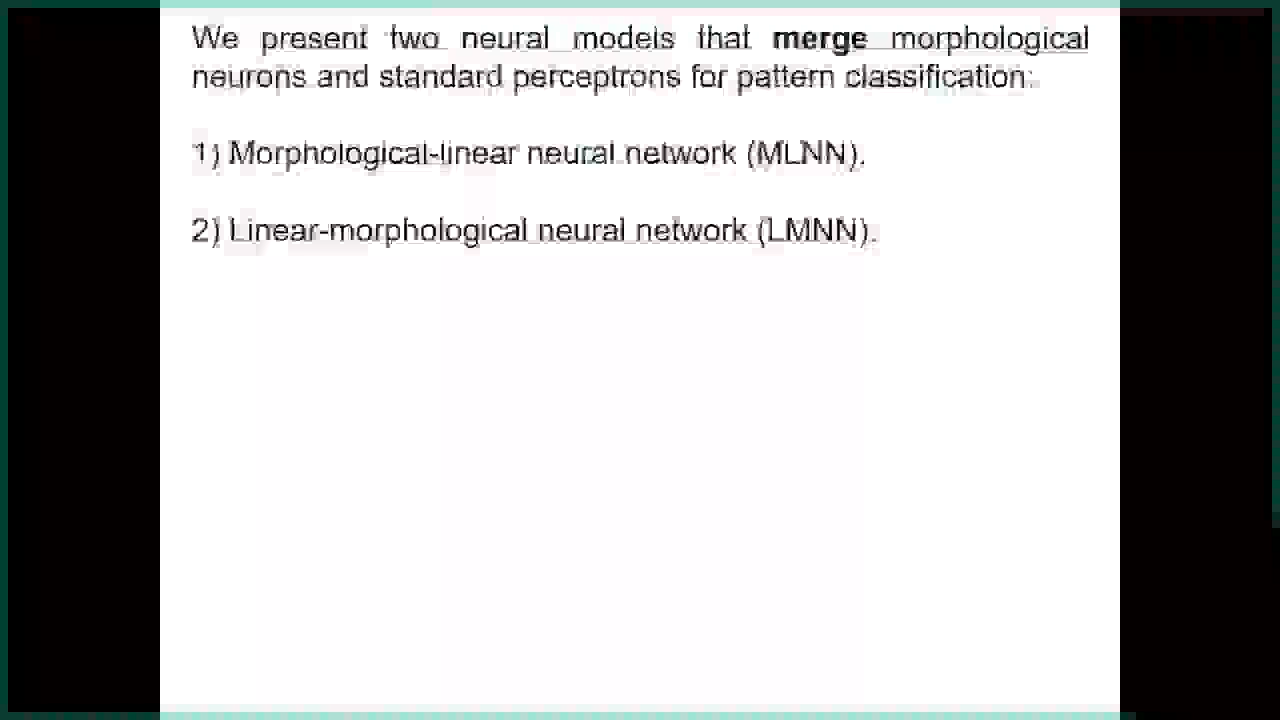 We present two neural models that merge morphological
neurons and standard perceptrons for pattern classification:
1) Morphological-linear neural network (MLNN).
2) Linear-morphological neural network (LMNN).